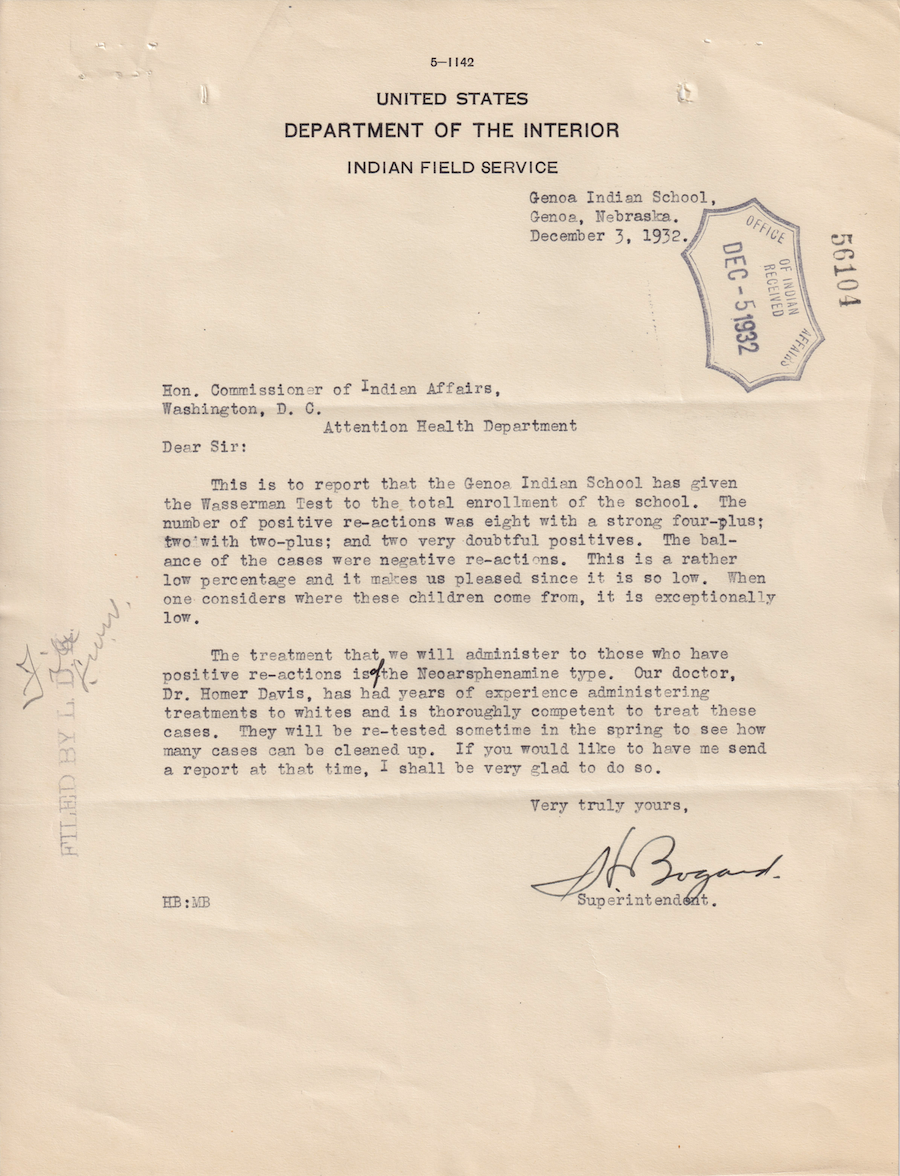 5—1142
UNITED STATES
DEPARTMENT OF THE INTERIOR
INDIAN FIELD SERVICE
Genoa Indian School,
Genoa, Nebraska.
December 3, 1932.
OFFICE OF INDIAN AFFAIRS
RECEIVED
DEC - 5 1932
56104
Hon. Commissioner of Indian Affairs,
Washington, D. C.
Attention Health Department
Dear Sir:
This is to report that the Genoa Indian School has given
the Wasserman Test to the total enrollment of the school. The
number of positive re-actions was eight with a strong four-plus;
two with two-plus; and two very doubtful positives. The bal-
ance of the cases were negative re-actions. This is a rather
low percentage and it makes us pleased since it is so low. When
one considers where these children come from, it is exceptionally
low.
The treatment that we will administer to those who have
positive re-actions is of the Neoarsphenamine type. Our doctor,
Dr. Homer Davis, has had years of experience administering
treatments to whites and is thoroughly competent to treat these
cases. They will be re-tested sometime in the spring to see how
many cases can be cleaned up. If you would like to have me send
a report at that time, I shall be very glad to do so.
Very truly yours,
H Bogard.
Superintendent.
HB:MB
FILED BY L. D.